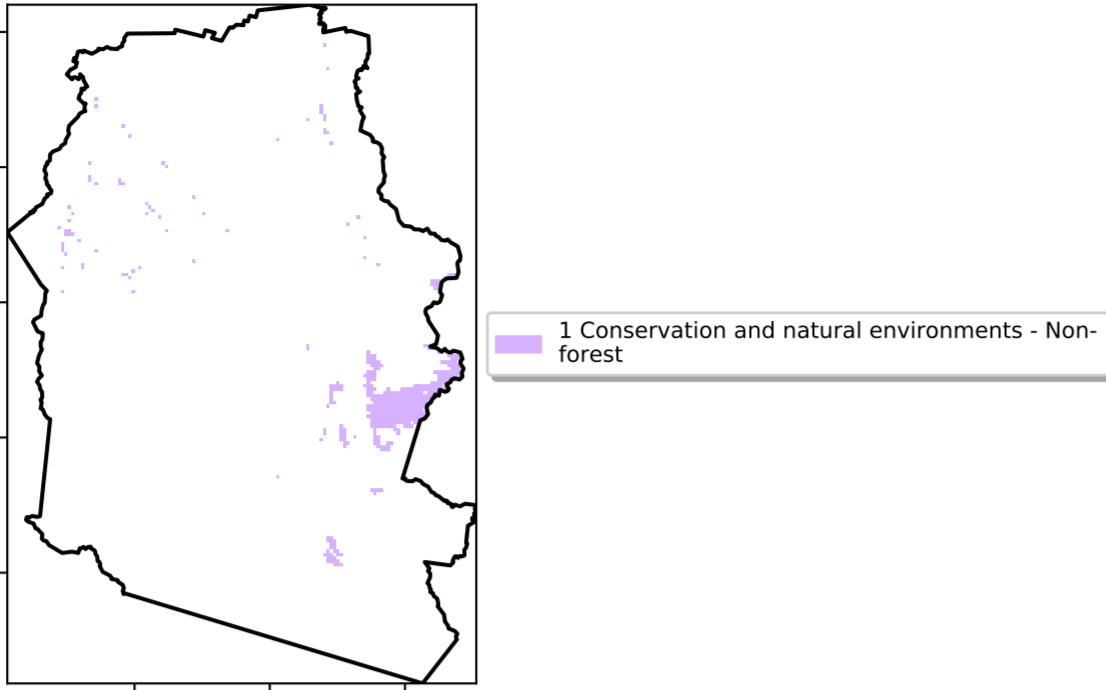 1 Conservation and natural environments - Non-
forest